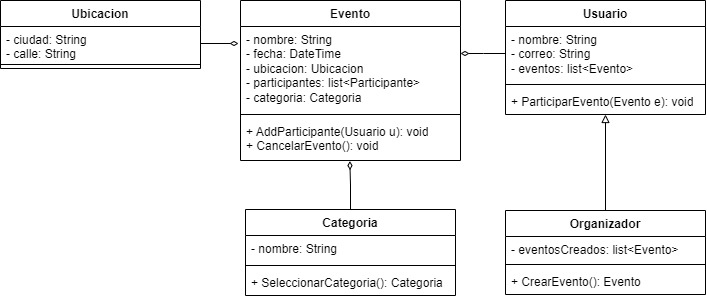 Ubicacion
- ciudad: String
- calle: String
Evento
- nombre: String
- fecha: DateTime
- ubicacion: Ubicacion
- participantes: list<Participante>
- categoria: Categoria
+ AddParticipante(Usuario u): void
+ CancelarEvento(): void
Usuario
- nombre: String
- correo: String
- eventos: list<Evento>
+ ParticiparEvento(Evento e): void
Categoria
- nombre: String
+ SeleccionarCategoria(): Categoria
Organizador
- eventosCreados: list<Evento>
+ CrearEvento(): Evento